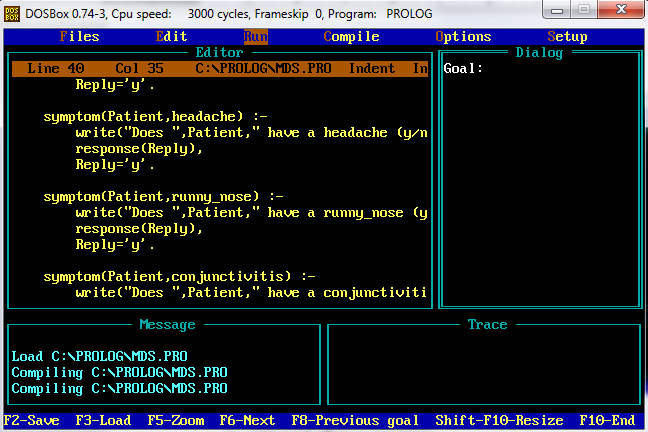 DOS BOX DOSBox 0.74-3, Cpu speed: 3000 cycles, Frameskip 0, Program: PROLOG
Files Edit Run Compile Options Setup
Editor
Line 40 Col 35 C:\PROLOG\MDS.PRO Indent In
Reply='y'.
symptom(Patient,headache) :-
write("Does ",Patient," have a headache (y/n
response(Reply),
Reply='y'.
symptom(Patient,runny_nose) :-
write("Does ",Patient," have a runny_nose (y
response(Reply),
Reply='y'.
symptom(Patient,conjunctivitis) :-
write("Does ",Patient," have a conjunctiviti
Dialog
Goal:
Message
Load C:\PROLOG\MDS.PRO
Compiling C:\PROLOG\MDS.PRO
Compiling C:\PROLOG\MDS.PRO
Trace
F2-Save F3-Load F5-Zoom F6-Next F8-Previous goal Shift-F10-Resize F10-End